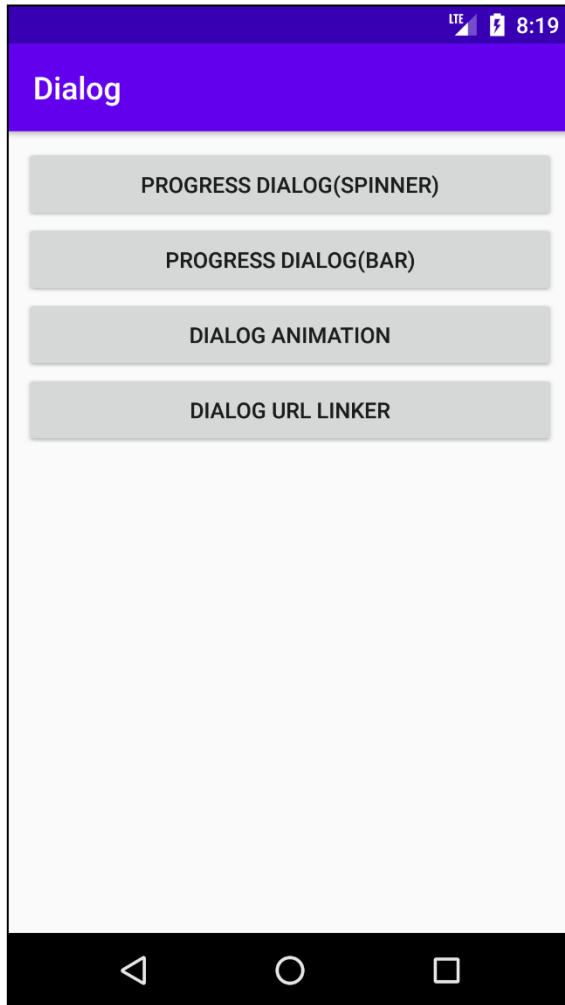 LTE 8:19
Dialog
PROGRESS DIALOG(SPINNER)
PROGRESS DIALOG(BAR)
DIALOG ANIMATION
DIALOG URL LINKER